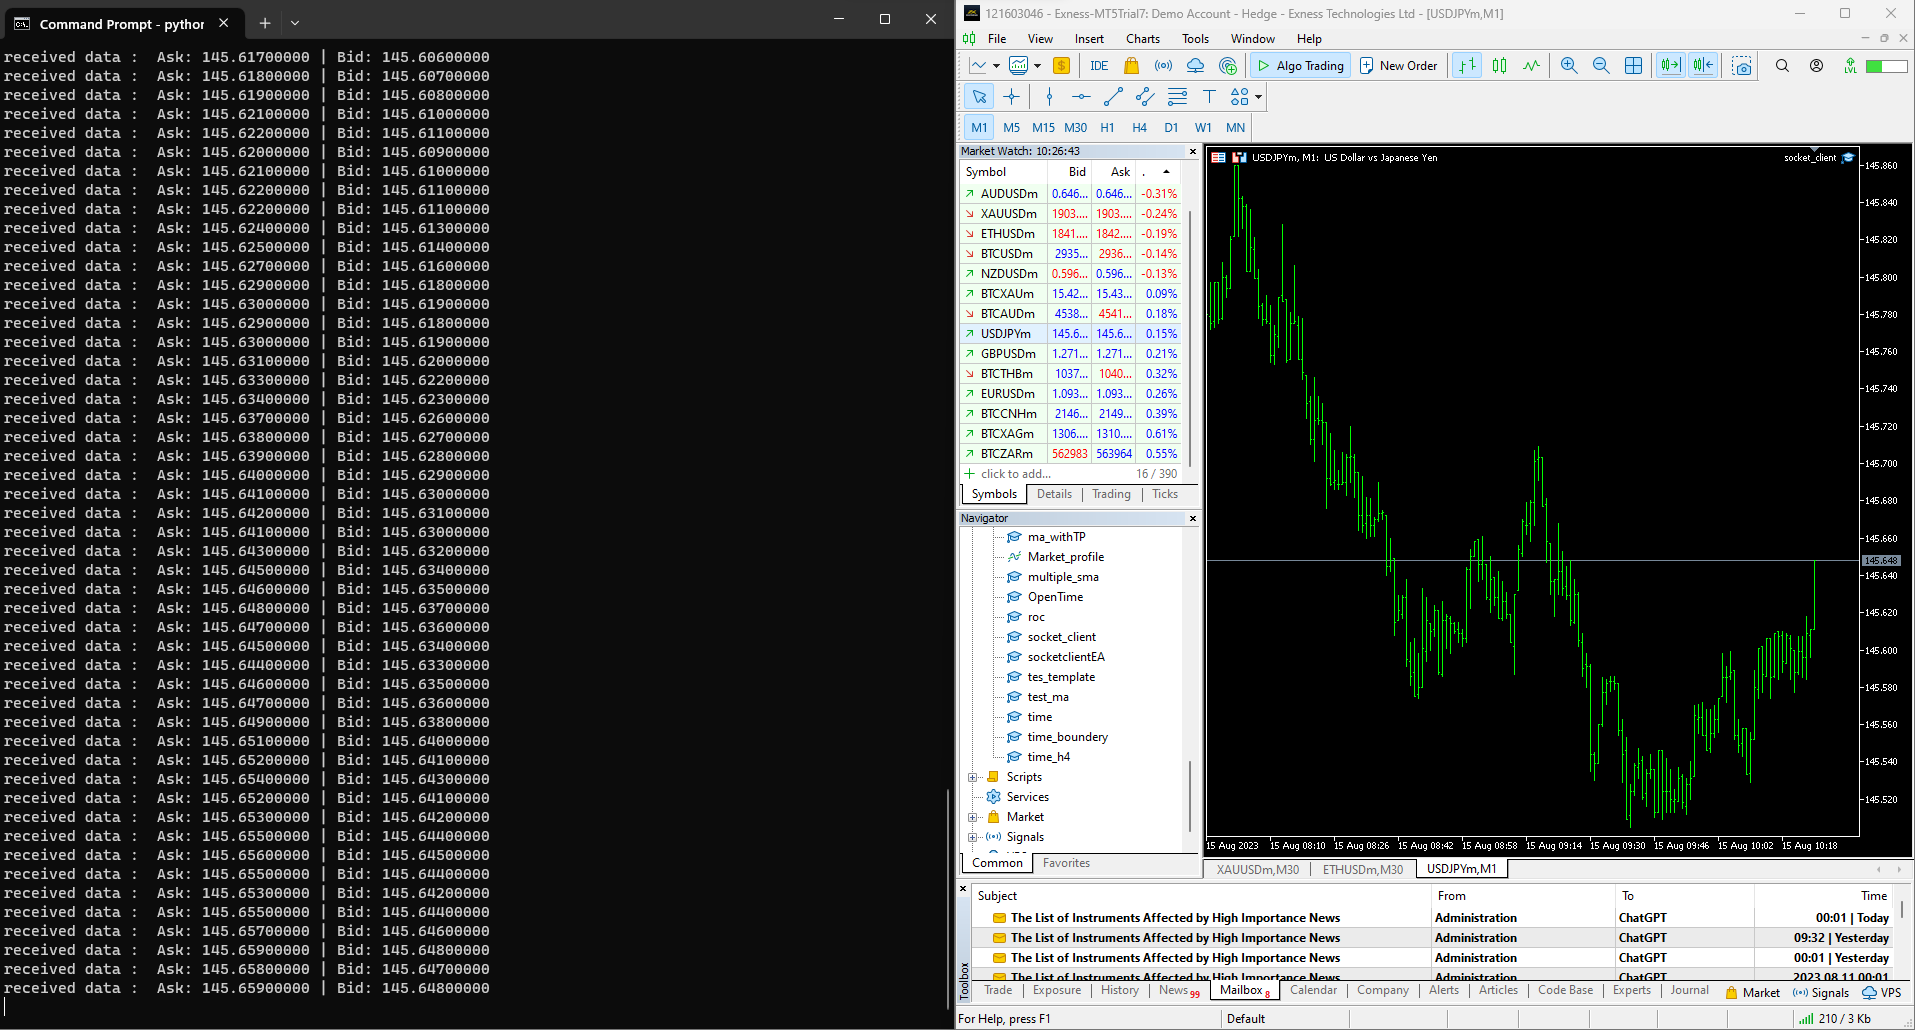 Command Prompt - python
received data :  Ask: 145.61700000 | Bid: 145.60600000
received data :  Ask: 145.61800000 | Bid: 145.60700000
received data :  Ask: 145.61900000 | Bid: 145.60800000
received data :  Ask: 145.62100000 | Bid: 145.61000000
received data :  Ask: 145.62200000 | Bid: 145.61100000
received data :  Ask: 145.62000000 | Bid: 145.60900000
received data :  Ask: 145.62100000 | Bid: 145.61000000
received data :  Ask: 145.62200000 | Bid: 145.61100000
received data :  Ask: 145.62200000 | Bid: 145.61100000
received data :  Ask: 145.62400000 | Bid: 145.61300000
received data :  Ask: 145.62500000 | Bid: 145.61400000
received data :  Ask: 145.62700000 | Bid: 145.61600000
received data :  Ask: 145.62900000 | Bid: 145.61800000
received data :  Ask: 145.63000000 | Bid: 145.61900000
received data :  Ask: 145.62900000 | Bid: 145.61800000
received data :  Ask: 145.63000000 | Bid: 145.61900000
received data :  Ask: 145.63100000 | Bid: 145.62000000
received data :  Ask: 145.63300000 | Bid: 145.62200000
received data :  Ask: 145.63400000 | Bid: 145.62300000
received data :  Ask: 145.63700000 | Bid: 145.62600000
received data :  Ask: 145.63800000 | Bid: 145.62700000
received data :  Ask: 145.63900000 | Bid: 145.62800000
received data :  Ask: 145.64000000 | Bid: 145.62900000
received data :  Ask: 145.64100000 | Bid: 145.63000000
received data :  Ask: 145.64200000 | Bid: 145.63100000
received data :  Ask: 145.64100000 | Bid: 145.63000000
received data :  Ask: 145.64300000 | Bid: 145.63200000
received data :  Ask: 145.64500000 | Bid: 145.63400000
received data :  Ask: 145.64600000 | Bid: 145.63500000
received data :  Ask: 145.64800000 | Bid: 145.63700000
received data :  Ask: 145.64700000 | Bid: 145.63600000
received data :  Ask: 145.64500000 | Bid: 145.63400000
received data :  Ask: 145.64400000 | Bid: 145.63300000
received data :  Ask: 145.64600000 | Bid: 145.63500000
received data :  Ask: 145.64700000 | Bid: 145.63600000
received data :  Ask: 145.64900000 | Bid: 145.63800000
received data :  Ask: 145.65100000 | Bid: 145.64000000
received data :  Ask: 145.65200000 | Bid: 145.64100000
received data :  Ask: 145.65400000 | Bid: 145.64300000
received data :  Ask: 145.65200000 | Bid: 145.64100000
received data :  Ask: 145.65300000 | Bid: 145.64200000
received data :  Ask: 145.65500000 | Bid: 145.64400000
received data :  Ask: 145.65600000 | Bid: 145.64500000
received data :  Ask: 145.65500000 | Bid: 145.64400000
received data :  Ask: 145.65300000 | Bid: 145.64200000
received data :  Ask: 145.65500000 | Bid: 145.64400000
received data :  Ask: 145.65700000 | Bid: 145.64600000
received data :  Ask: 145.65900000 | Bid: 145.64800000
received data :  Ask: 145.65800000 | Bid: 145.64700000
received data :  Ask: 145.65900000 | Bid: 145.64800000
121603046 - Exness-MT5Trial7: Demo Account - Hedge - Exness Technologies Ltd - [USDJPYm,M1]
File View Insert Charts Tools Window Help
IDE Algo Trading New Order LVL
M1 M5 M15 M30 H1 H4 D1 W1 MN
Market Watch: 10:26:43
Symbol Bid Ask .
AUDUSDm 0.646... 0.646... -0.31%
XAUUSDm 1903.... 1903.... -0.24%
ETHUSDm 1841.... 1842.... -0.19%
BTCUSDm 2935... 2936... -0.14%
NZDUSDm 0.596... 0.596... -0.13%
BTCXAUm 15.42... 15.43... 0.09%
BTCAUDm 4538... 4541... 0.18%
USDJPYm 145.6... 145.6... 0.15%
GBPUSDm 1.271... 1.271... 0.21%
BTCTHBm 1037... 1040... 0.32%
EURUSDm 1.093... 1.093... 0.26%
BTCCNHm 2146... 2149... 0.39%
BTCXAGm 1306.... 1310.... 0.61%
BTCZARm 562983 563964 0.55%
click to add... 16 / 390
Symbols Details Trading Ticks
Navigator
ma_withTP
Market_profile
multiple_sma
OpenTime
roc
socket_client
socketclientEA
tes_template
test_ma
time
time_boundery
time_h4
Scripts
Services
Market
Signals
Common Favorites
USDJPYm, M1: US Dollar vs Japanese Yen
socket_client
145.860
145.840
145.820
145.800
145.780
145.760
145.740
145.720
145.700
145.680
145.660
145.648
145.640
145.620
145.600
145.580
145.560
145.540
145.520
15 Aug 2023 15 Aug 08:10 15 Aug 08:26 15 Aug 08:42 15 Aug 08:58 15 Aug 09:14 15 Aug 09:30 15 Aug 09:46 15 Aug 10:02 15 Aug 10:18
XAUUSDm,M30 ETHUSDm,M30 USDJPYm,M1
Subject From To Time
The List of Instruments Affected by High Importance News Administration ChatGPT 00:01 | Today
The List of Instruments Affected by High Importance News Administration ChatGPT 09:32 | Yesterday
The List of Instruments Affected by High Importance News Administration ChatGPT 00:01 | Yesterday
The List of Instruments Affected by High Importance News Administration ChatGPT 2023.08.11 00:01
Toolbox
Trade Exposure History News 99 Mailbox 8 Calendar Company Alerts Articles Code Base Experts Journal Market Signals VPS
For Help, press F1 Default 210 / 3 Kb